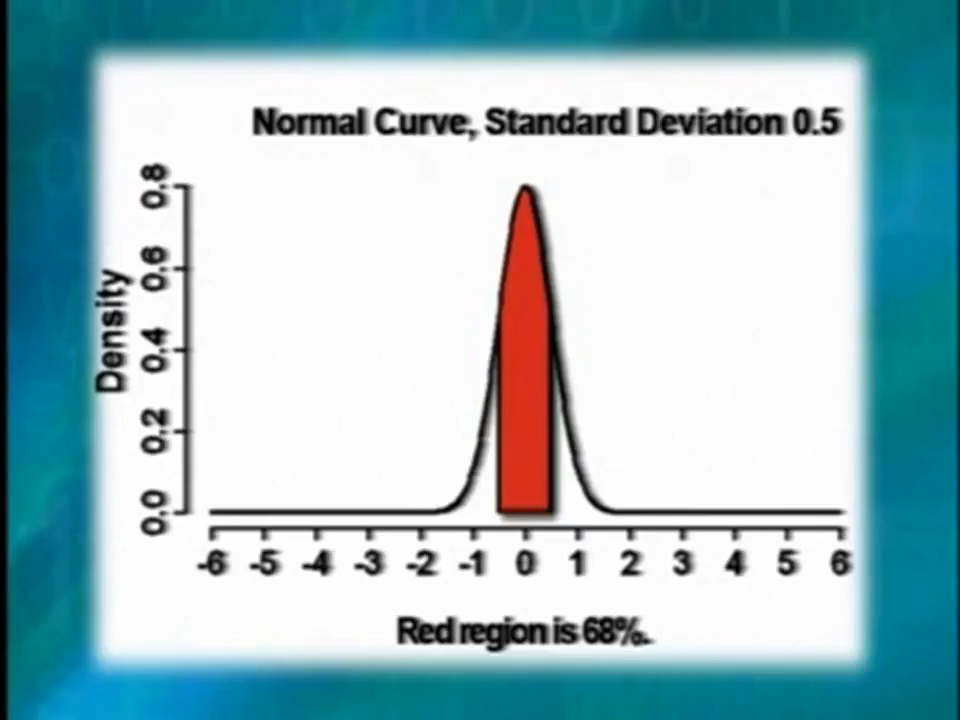 Normal Curve, Standard Deviation 0.5
Density
0.8
0.6
0.4
0.2
0.0
-6 -5 -4 -3 -2 -1 0 1 2 3 4 5 6
Red region is 68%.